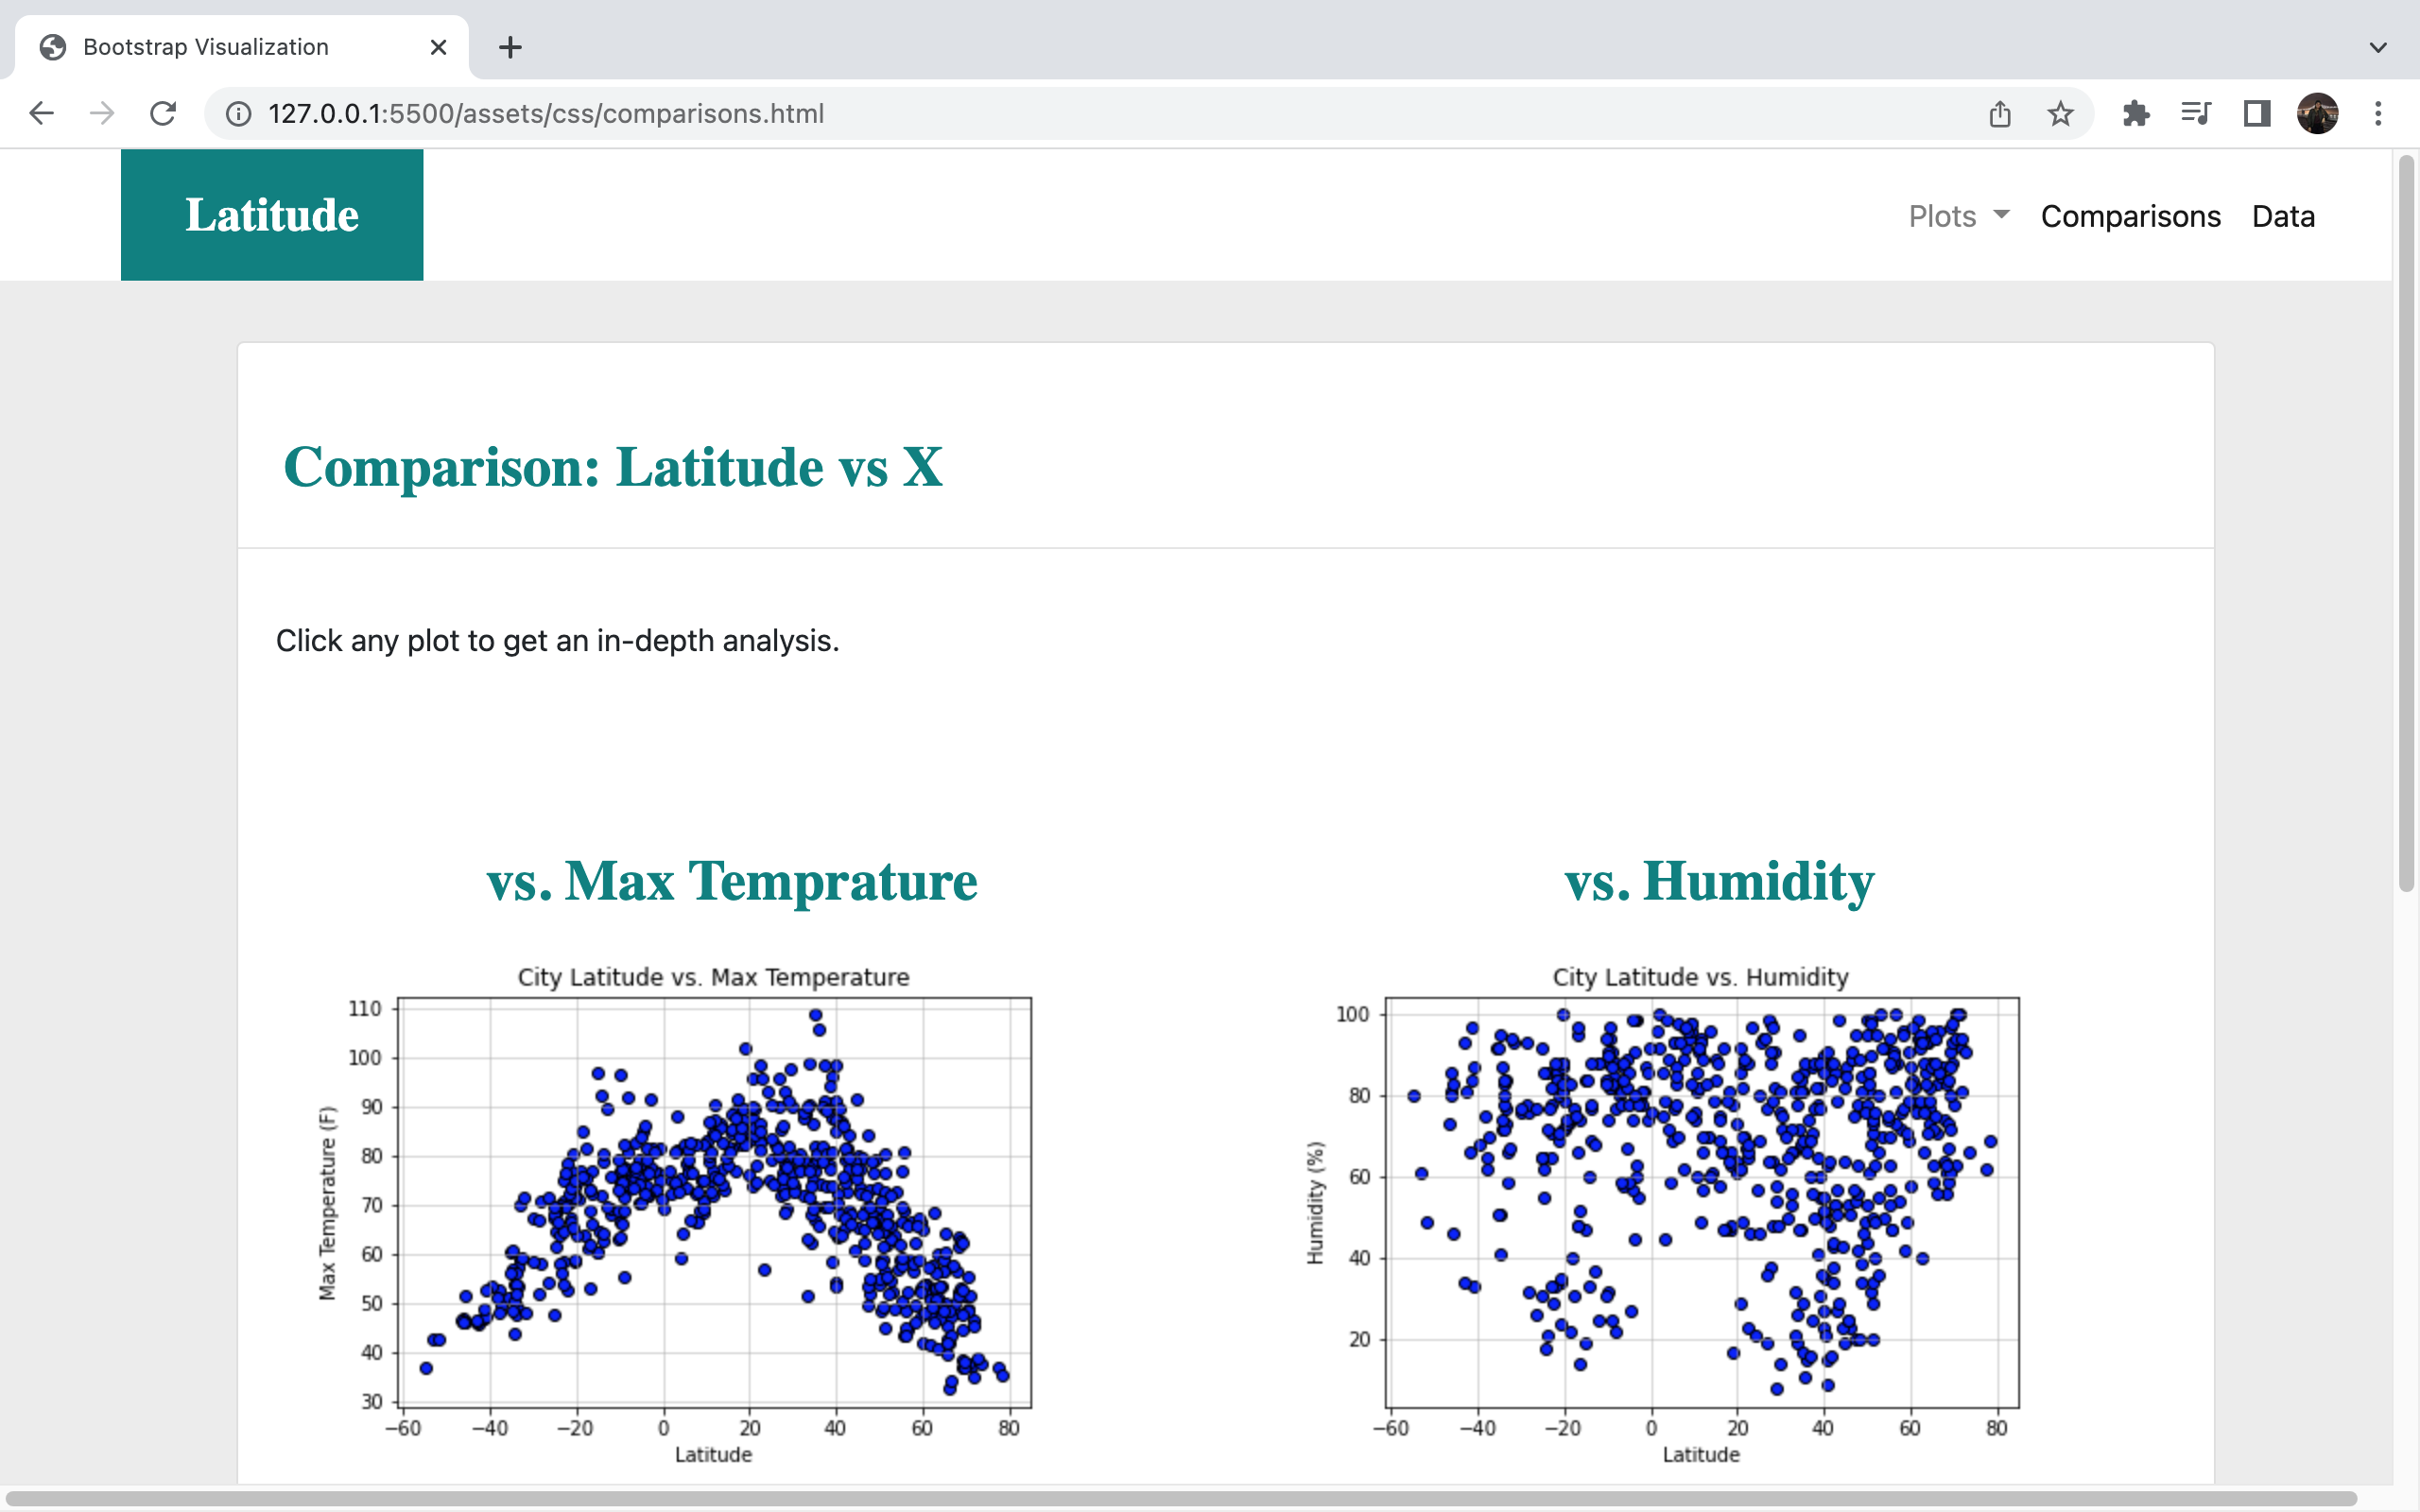 Bootstrap Visualization
127.0.0.1:5500/assets/css/comparisons.html
Latitude
Plots Comparisons Data
Comparison: Latitude vs X
Click any plot to get an in-depth analysis.
vs. Max Temprature
City Latitude vs. Max Temperature
Max Temperature (F)
110
100
90
80
70
60
50
40
30
−60 −40 −20 0 20 40 60 80
Latitude
vs. Humidity
City Latitude vs. Humidity
Humidity (%)
100
80
60
40
20
−60 −40 −20 0 20 40 60 80
Latitude